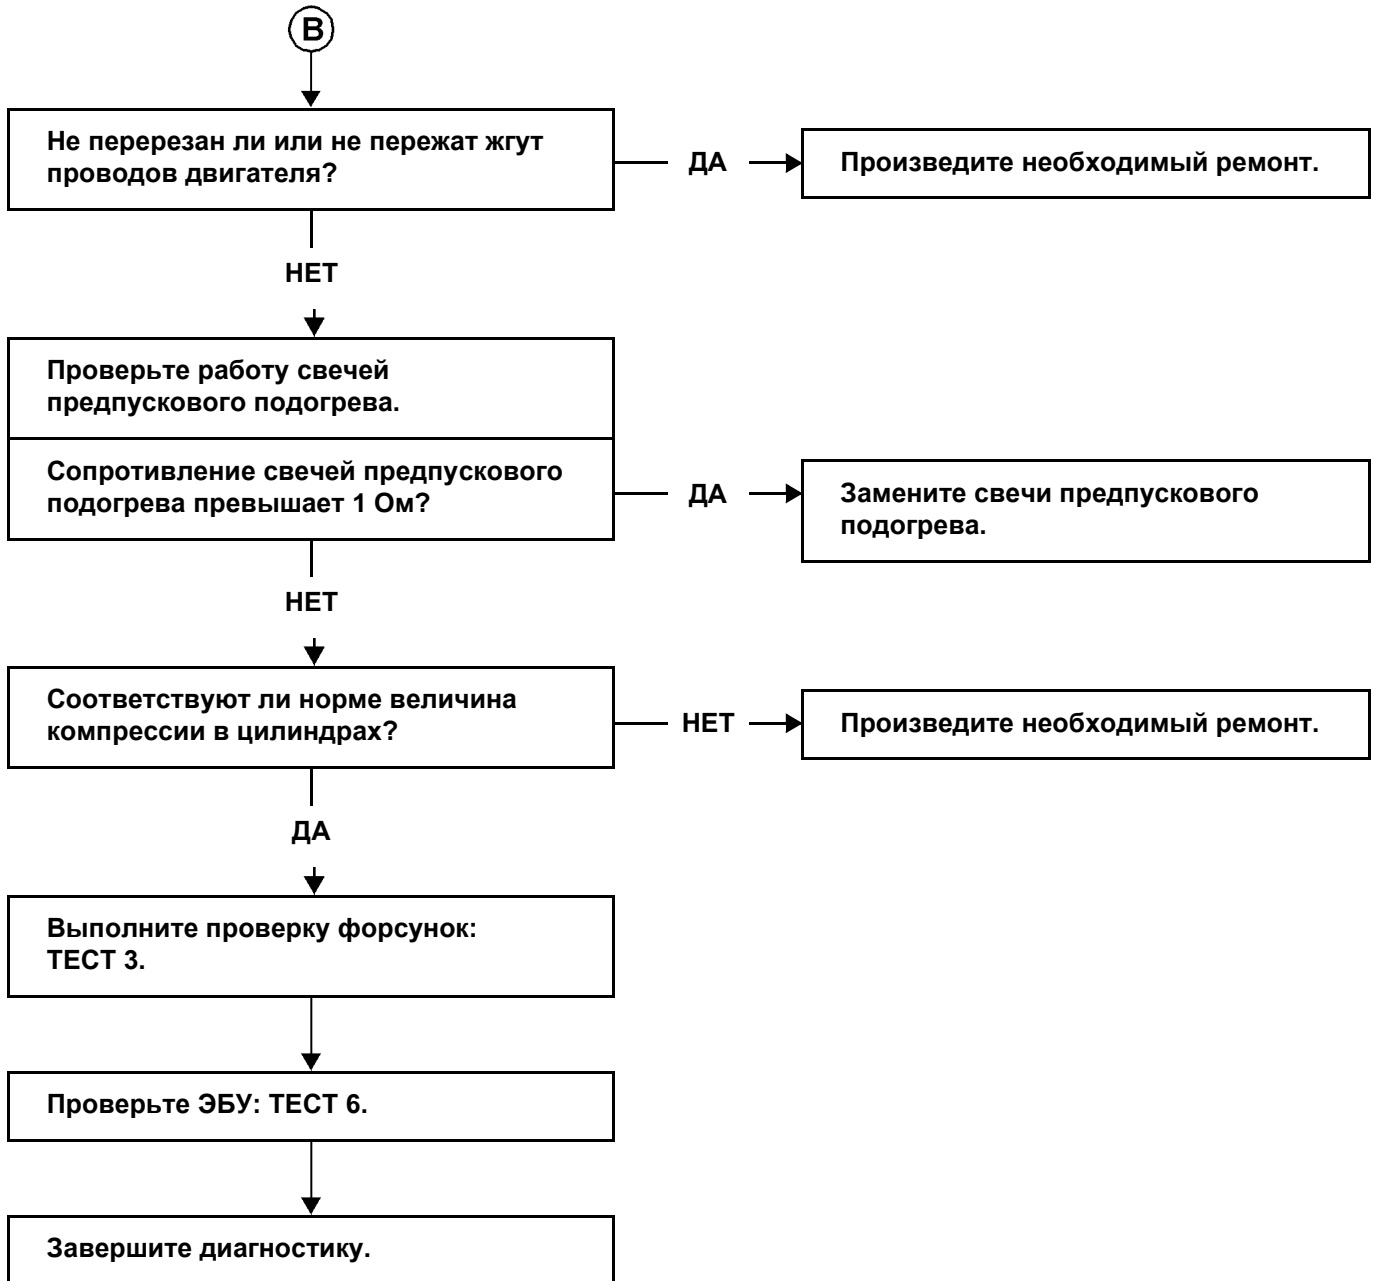 B
Не перерезан ли или не пережат жгут
проводов двигателя?
ДА
Произведите необходимый ремонт.
НЕТ
Проверьте работу свечей
предпускового подогрева.
Сопротивление свечей предпускового
подогрева превышает 1 Ом?
ДА
Замените свечи предпускового
подогрева.
НЕТ
Соответствуют ли норме величина
компрессии в цилиндрах?
НЕТ
Произведите необходимый ремонт.
ДА
Выполните проверку форсунок:
ТЕСТ 3.
Проверьте ЭБУ: ТЕСТ 6.
Завершите диагностику.